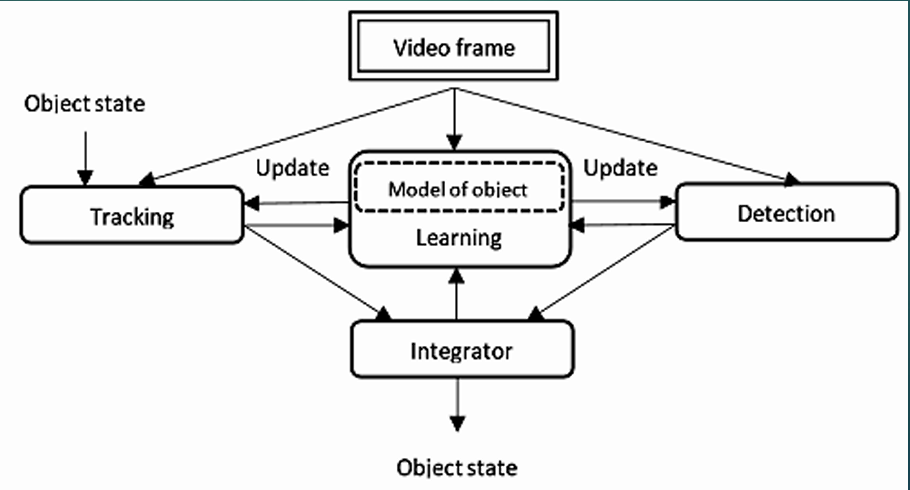 Video frame
Object state
Update
Update
Model of object
Tracking
Learning
Detection
Integrator
Object state